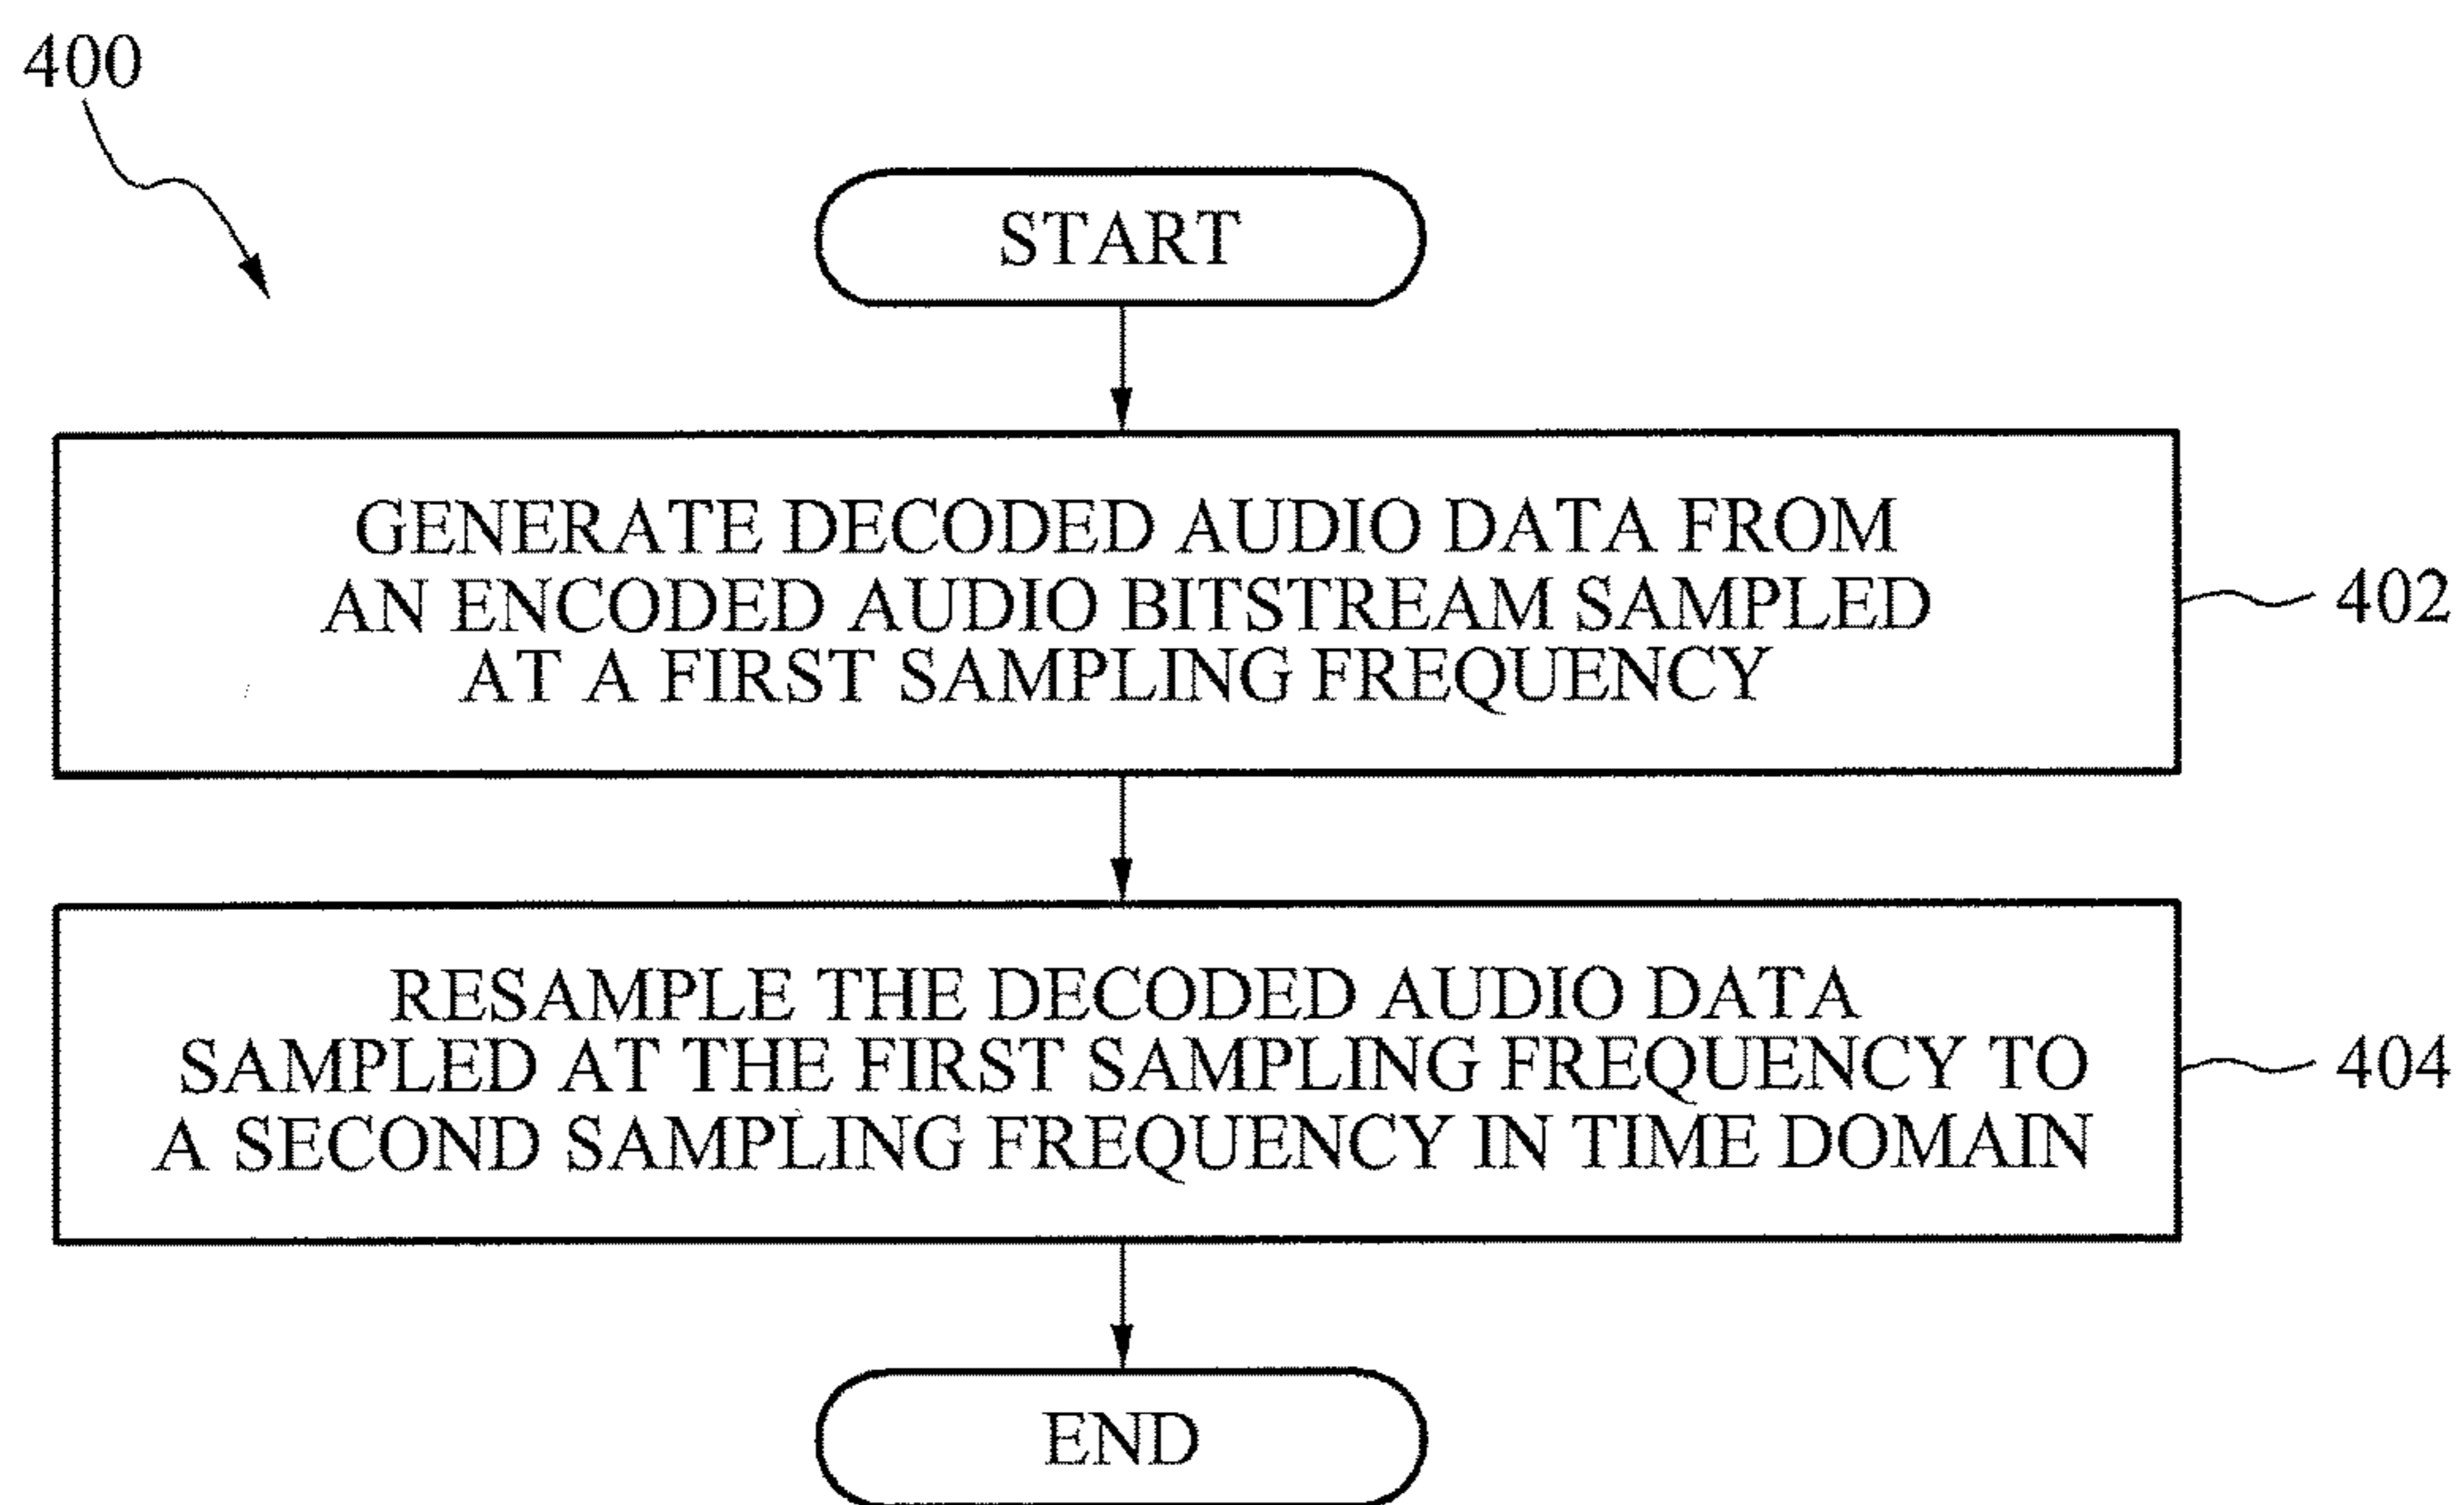 400
START
GENERATE DECODED AUDIO DATA FROM
AN ENCODED AUDIO BITSTREAM SAMPLED
AT A FIRST SAMPLING FREQUENCY
402
RESAMPLE THE DECODED AUDIO DATA
SAMPLED AT THE FIRST SAMPLING FREQUENCY TO
A SECOND SAMPLING FREQUENCY IN TIME DOMAIN
404
END